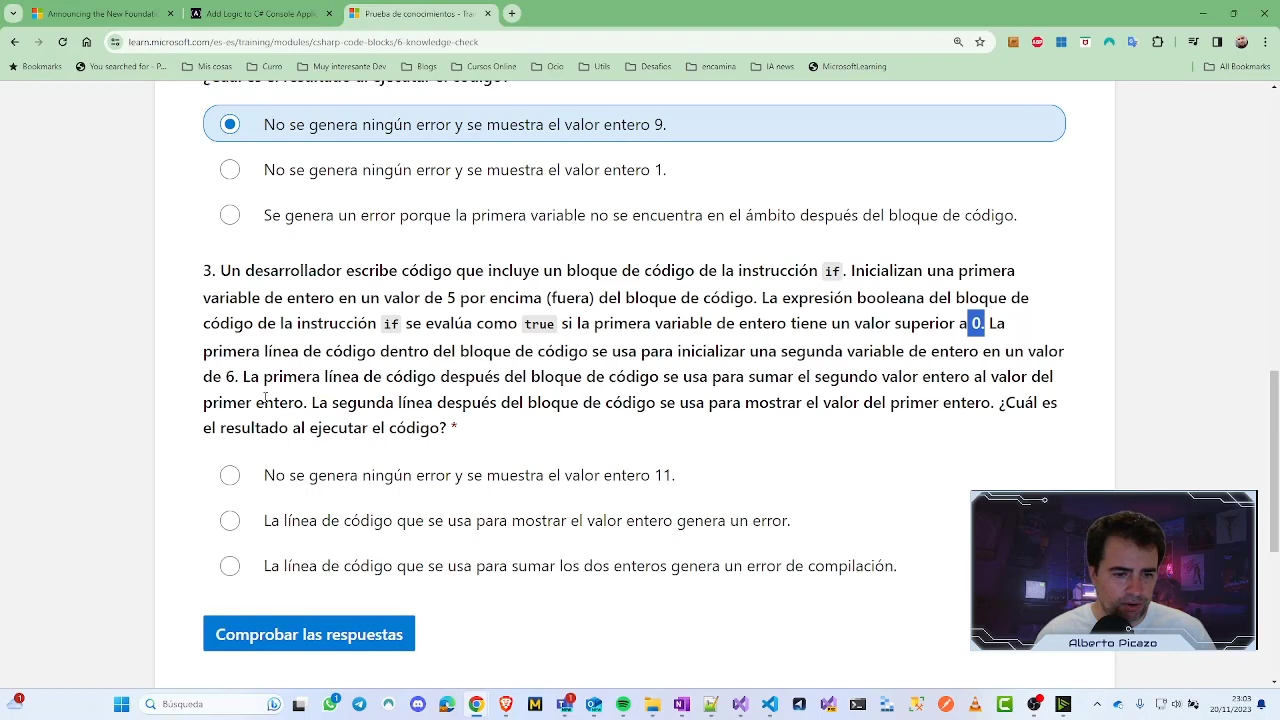 Announcing the New Foundatic
Add Logic to C# Console Applic
Prueba de conocimientos - Tra
learn.microsoft.com/es-es/training/modules/csharp-code-blocks/6-knowledge-check
Bookmarks
You searched for - P...
Mis cosas
Curro
Muy interesante Dev
Blogs
Cursos Online
Ocio
Utils
Desafios
encamina
IA news
MicrosoftLearning
All Bookmarks
¿Cuál es el resultado al ejecutar el código?
No se genera ningún error y se muestra el valor entero 9.
No se genera ningún error y se muestra el valor entero 1.
Se genera un error porque la primera variable no se encuentra en el ámbito después del bloque de código.
3. Un desarrollador escribe código que incluye un bloque de código de la instrucción if. Inicializan una primera
variable de entero en un valor de 5 por encima (fuera) del bloque de código. La expresión booleana del bloque de
código de la instrucción if se evalúa como true si la primera variable de entero tiene un valor superior a 0. La
primera línea de código dentro del bloque de código se usa para inicializar una segunda variable de entero en un valor
de 6. La primera línea de código después del bloque de código se usa para sumar el segundo valor entero al valor del
primer entero. La segunda línea después del bloque de código se usa para mostrar el valor del primer entero. ¿Cuál es
el resultado al ejecutar el código? *
No se genera ningún error y se muestra el valor entero 11.
La línea de código que se usa para mostrar el valor entero genera un error.
La línea de código que se usa para sumar los dos enteros genera un error de compilación.
Comprobar las respuestas
Alberto Picazo
Búsqueda
23:03
20/11/2023